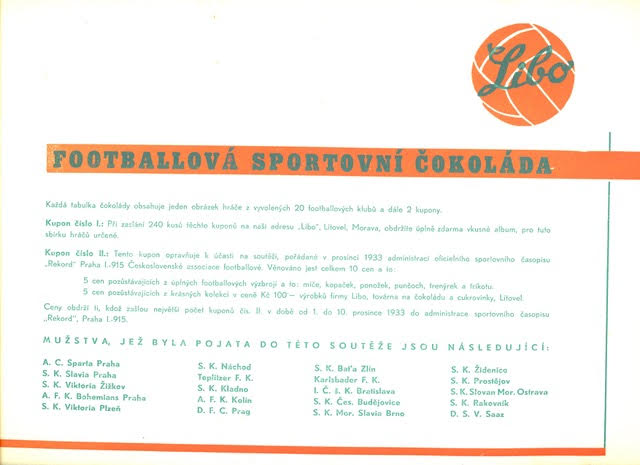 Libo
FOOTBALLOVÁ SPORTOVNÍ ČOKOLÁDA
Každá tabulka čokolády obsahuje jeden obrázek hráče z vyvolených 20 footballových klubů a dále 2 kupony.
Kupon číslo I.: Při zaslání 240 kusů těchto kuponů na naši adresu „Libo", Litovel, Morava, obdržíte úplně zdarma vkusné album, pro tuto
sbírku hráčů určené.
Kupon číslo II.: Tento kupon opravňuje k účasti na soutěži, pořádané v prosinci 1933 administrací oficielního sportovního časopisu
„Rekord" Praha I.-915 Československé associace footballové. Věnováno jest celkem 10 cen a to:
5 cen pozůstávajících z úplných footballových výzbrojí a to: míče, kopaček, ponožek, punčoch, trenýrek a trikotu.
5 cen pozůstávajících z krásných kolekcí v ceně Kč 100— výrobků firmy Libo, továrna na čokoládu a cukrovinky, Litovel.
Ceny obdrží ti, kdož zašlou největší počet kuponů čís. II. v době od 1. do 10. prosince 1933 do administrace sportovního časopisu
„Rekord", Praha I.-915.
MUŽSTVA, JEŽ BYLA POJATA DO TÉTO SOUTĚŽE JSOU NÁSLEDUJÍCÍ:
A. C. Sparta Praha
S. K. Slavia Praha
S. K. Viktoria Žižkov
A. F. K. Bohemians Praha
S. K. Viktoria Plzeň
S. K. Náchod
Teplitzer F. K.
S. K. Kladno
A. F. K. Kolín
D. F. C. Prag
S. K. Baťa Zlín
Karlsbader F. K.
I. Č. š K. Bratislava
S. K. Čes. Budějovice
S. K. Mor. Slavia Brno
S. K. Židenice
S. K. Prostějov
S. K. Slovan Mor. Ostrava
S. K. Rakovník
D. S. V. Saaz